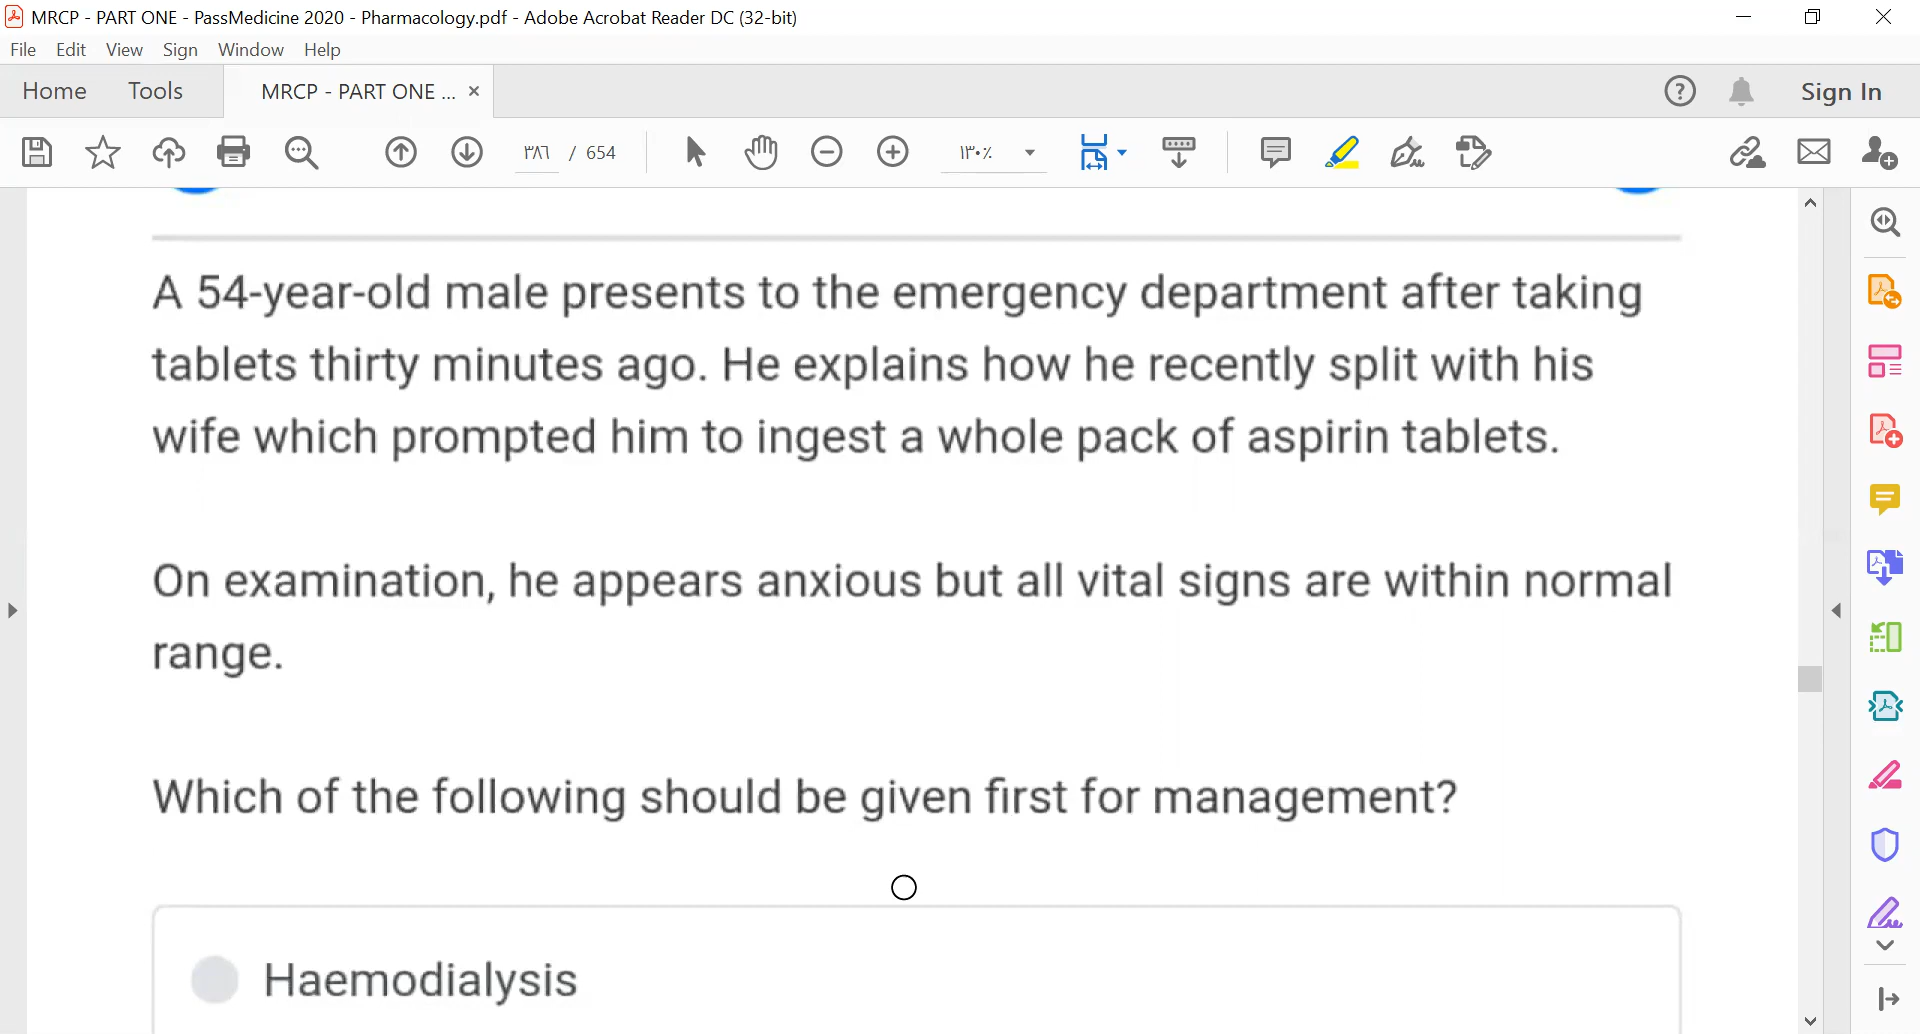 MRCP - PART ONE - PassMedicine 2020 - Pharmacology.pdf - Adobe Acrobat Reader DC (32-bit)
File Edit View Sign Window Help
Home Tools MRCP - PART ONE ... × Sign In
٣٨٦ / 654 ١٣٠٪
A 54-year-old male presents to the emergency department after taking
tablets thirty minutes ago. He explains how he recently split with his
wife which prompted him to ingest a whole pack of aspirin tablets.
On examination, he appears anxious but all vital signs are within normal
range.
Which of the following should be given first for management?
Haemodialysis